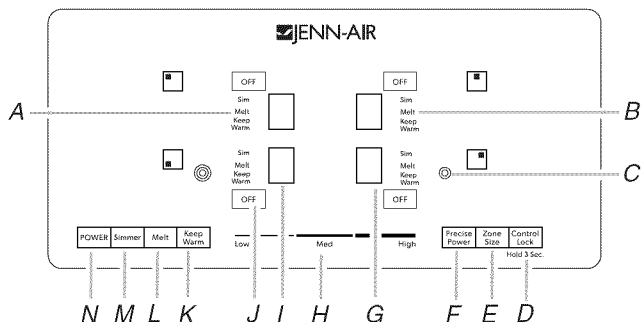 JENN-AIR
OFF OFF
Sim Sim
A Melt Melt B
Keep Warm Keep Warm
Sim Sim
Melt Melt
Keep Warm Keep Warm C
OFF OFF
POWER Simmer Melt Keep Warm Low Med High Precise Power Zone Size Control Lock
Hold 3 Sec.
N M L K J I H G F E D